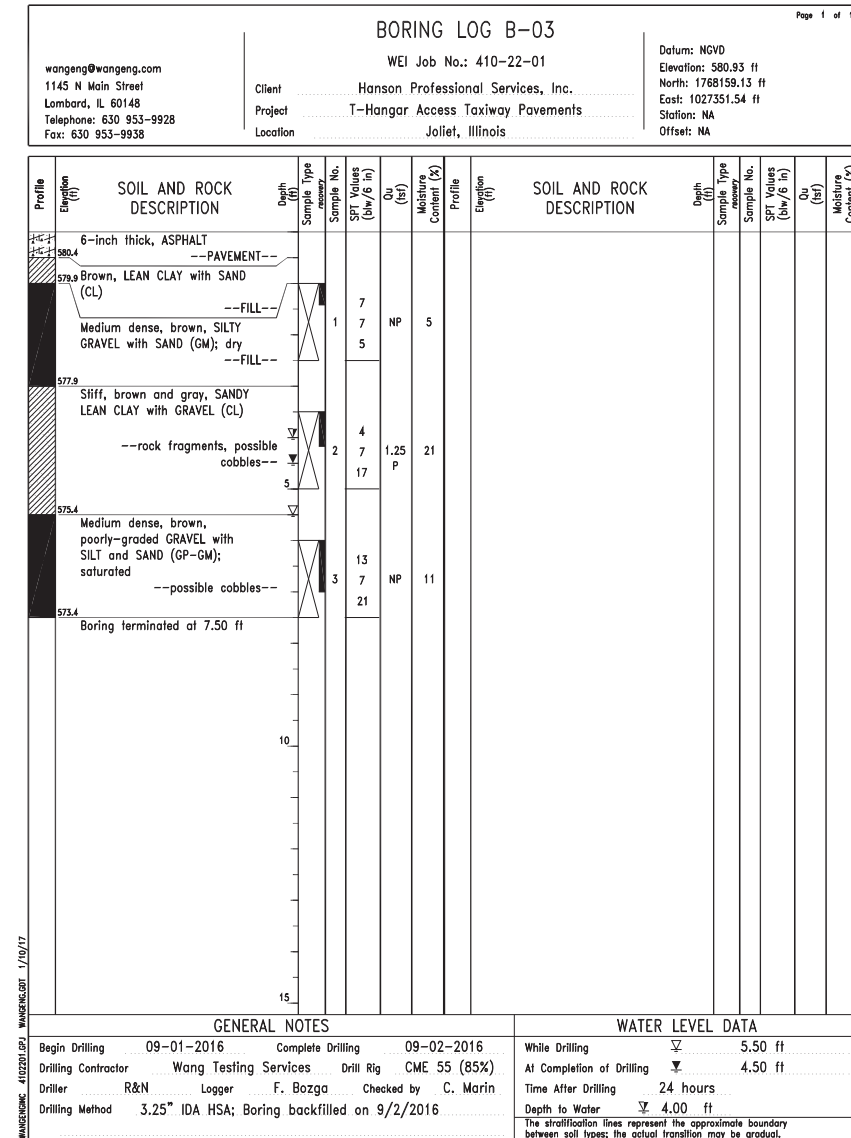 Page 1 of 1
BORING LOG B-03
WEI Job No.: 410-22-01
wangeng@wangeng.com
1145 N Main Street
Lombard, IL 60148
Telephone: 630 953-9928
Fax: 630 953-9938
Client Hanson Professional Services, Inc.
Project T-Hangar Access Taxiway Pavements
Location Joliet, Illinois
Datum: NGVD
Elevation: 580.93 ft
North: 1768159.13 ft
East: 1027351.54 ft
Station: NA
Offset: NA
Profile Elevation (ft) SOIL AND ROCK DESCRIPTION Depth (ft) Sample Type recovery Sample No. SPT Values (blw/6 in) Qu (tsf) Moisture Content (%) Profile Elevation (ft) SOIL AND ROCK DESCRIPTION Depth (ft) Sample Type recovery Sample No. SPT Values (blw/6 in) Qu (tsf) Moisture Content (%)
6-inch thick, ASPHALT
580.4 --PAVEMENT--
579.9 Brown, LEAN CLAY with SAND
(CL)
--FILL-- 7
Medium dense, brown, SILTY 1 7 NP 5
GRAVEL with SAND (GM); dry 5
--FILL--
577.9
Stiff, brown and gray, SANDY
LEAN CLAY with GRAVEL (CL)
4
--rock fragments, possible 2 7 1.25 21
cobbles-- P
17
5
575.4
Medium dense, brown,
poorly-graded GRAVEL with
SILT and SAND (GP-GM); 13
saturated
--possible cobbles-- 3 7 NP 11
21
573.4
Boring terminated at 7.50 ft
10
15
GENERAL NOTES
Begin Drilling 09-01-2016 Complete Drilling 09-02-2016
Drilling Contractor Wang Testing Services Drill Rig CME 55 (85%)
Driller R&N Logger F. Bozga Checked by C. Marin
Drilling Method 3.25" IDA HSA; Boring backfilled on 9/2/2016
WATER LEVEL DATA
While Drilling 5.50 ft
At Completion of Drilling 4.50 ft
Time After Drilling 24 hours
Depth to Water 4.00 ft
The stratification lines represent the approximate boundary
between soil types; the actual transition may be gradual.
WANGENGINC 4102201.GPJ WANGENG.GDT 1/10/17